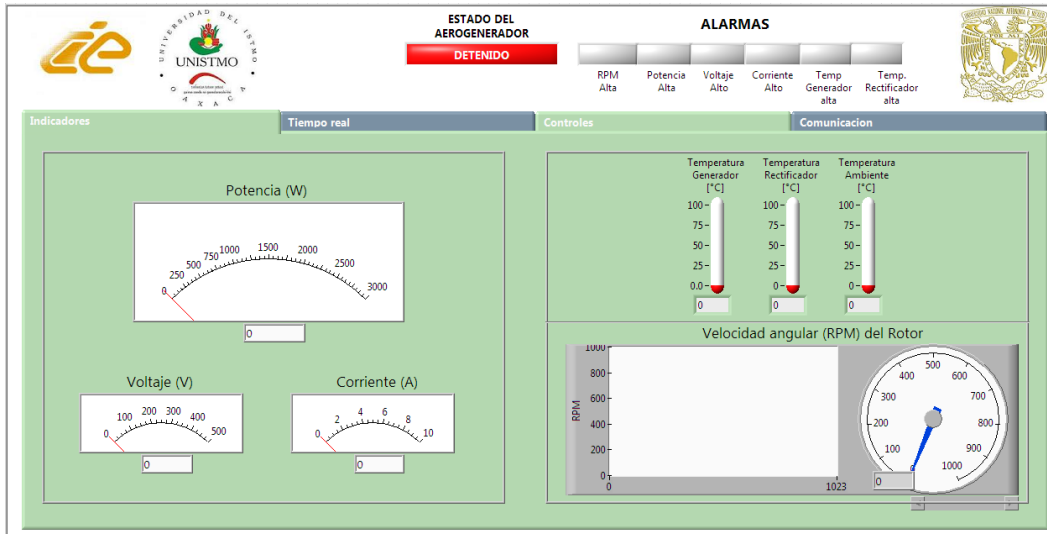 iie
UNIVERSIDAD DEL ISTMO
UNISTMO
OAXACA
ESTADO DEL
AEROGENERADOR
DETENIDO
ALARMAS
RPM
Alta
Potencia
Alta
Voltaje
Alto
Corriente
Alto
Temp
Generador
alta
Temp.
Rectificador
alta
Indicadores
Tiempo real
Controles
Comunicacion
Potencia (W)
0 250 500 750 1000 1500 2000 2500 3000
0
Voltaje (V)
0 100 200 300 400 500
0
Corriente (A)
0 2 4 6 8 10
0
Temperatura
Generador
[°C]
100
75
50
25
0.0
0
Temperatura
Rectificador
[°C]
100
75
50
25
0
0
Temperatura
Ambiente
[°C]
100
75
50
25
0
0
Velocidad angular (RPM) del Rotor
RPM
1000
800
600
400
200
0
0 1023
0 100 200 300 400 500 600 700 800 900 1000
0